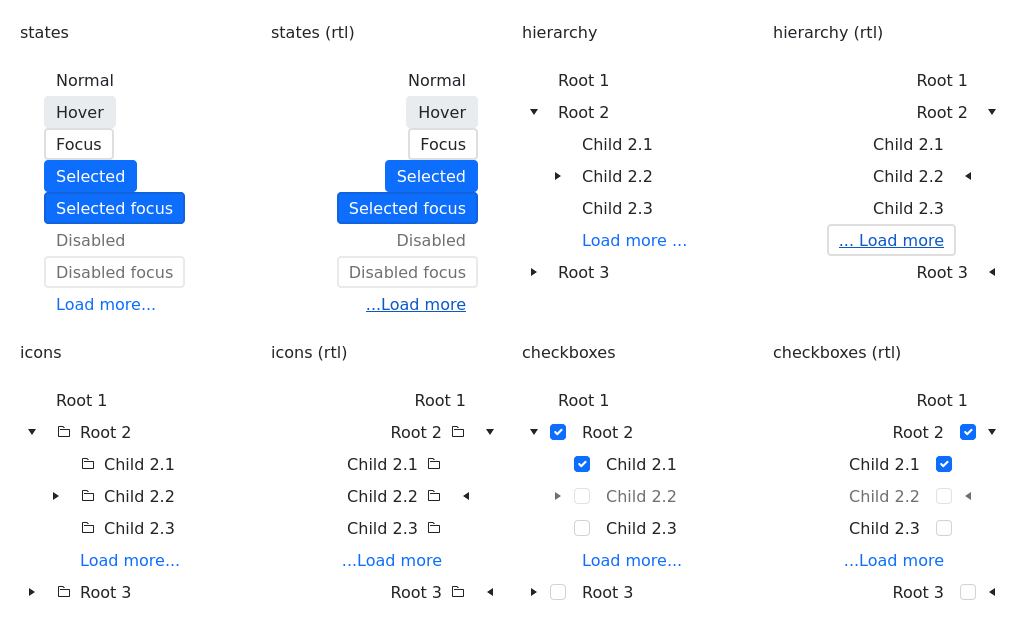 states
Normal
Hover
Focus
Selected
Selected focus
Disabled
Disabled focus
Load more...
states (rtl)
Normal
Hover
Focus
Selected
Selected focus
Disabled
Disabled focus
...Load more
hierarchy
Root 1
Root 2
Child 2.1
Child 2.2
Child 2.3
Load more ...
Root 3
hierarchy (rtl)
Root 1
Root 2
Child 2.1
Child 2.2
Child 2.3
... Load more
Root 3
icons
Root 1
Root 2
Child 2.1
Child 2.2
Child 2.3
Load more...
Root 3
icons (rtl)
Root 1
Root 2
Child 2.1
Child 2.2
Child 2.3
...Load more
Root 3
checkboxes
Root 1
Root 2
Child 2.1
Child 2.2
Child 2.3
Load more...
Root 3
checkboxes (rtl)
Root 1
Root 2
Child 2.1
Child 2.2
Child 2.3
...Load more
Root 3